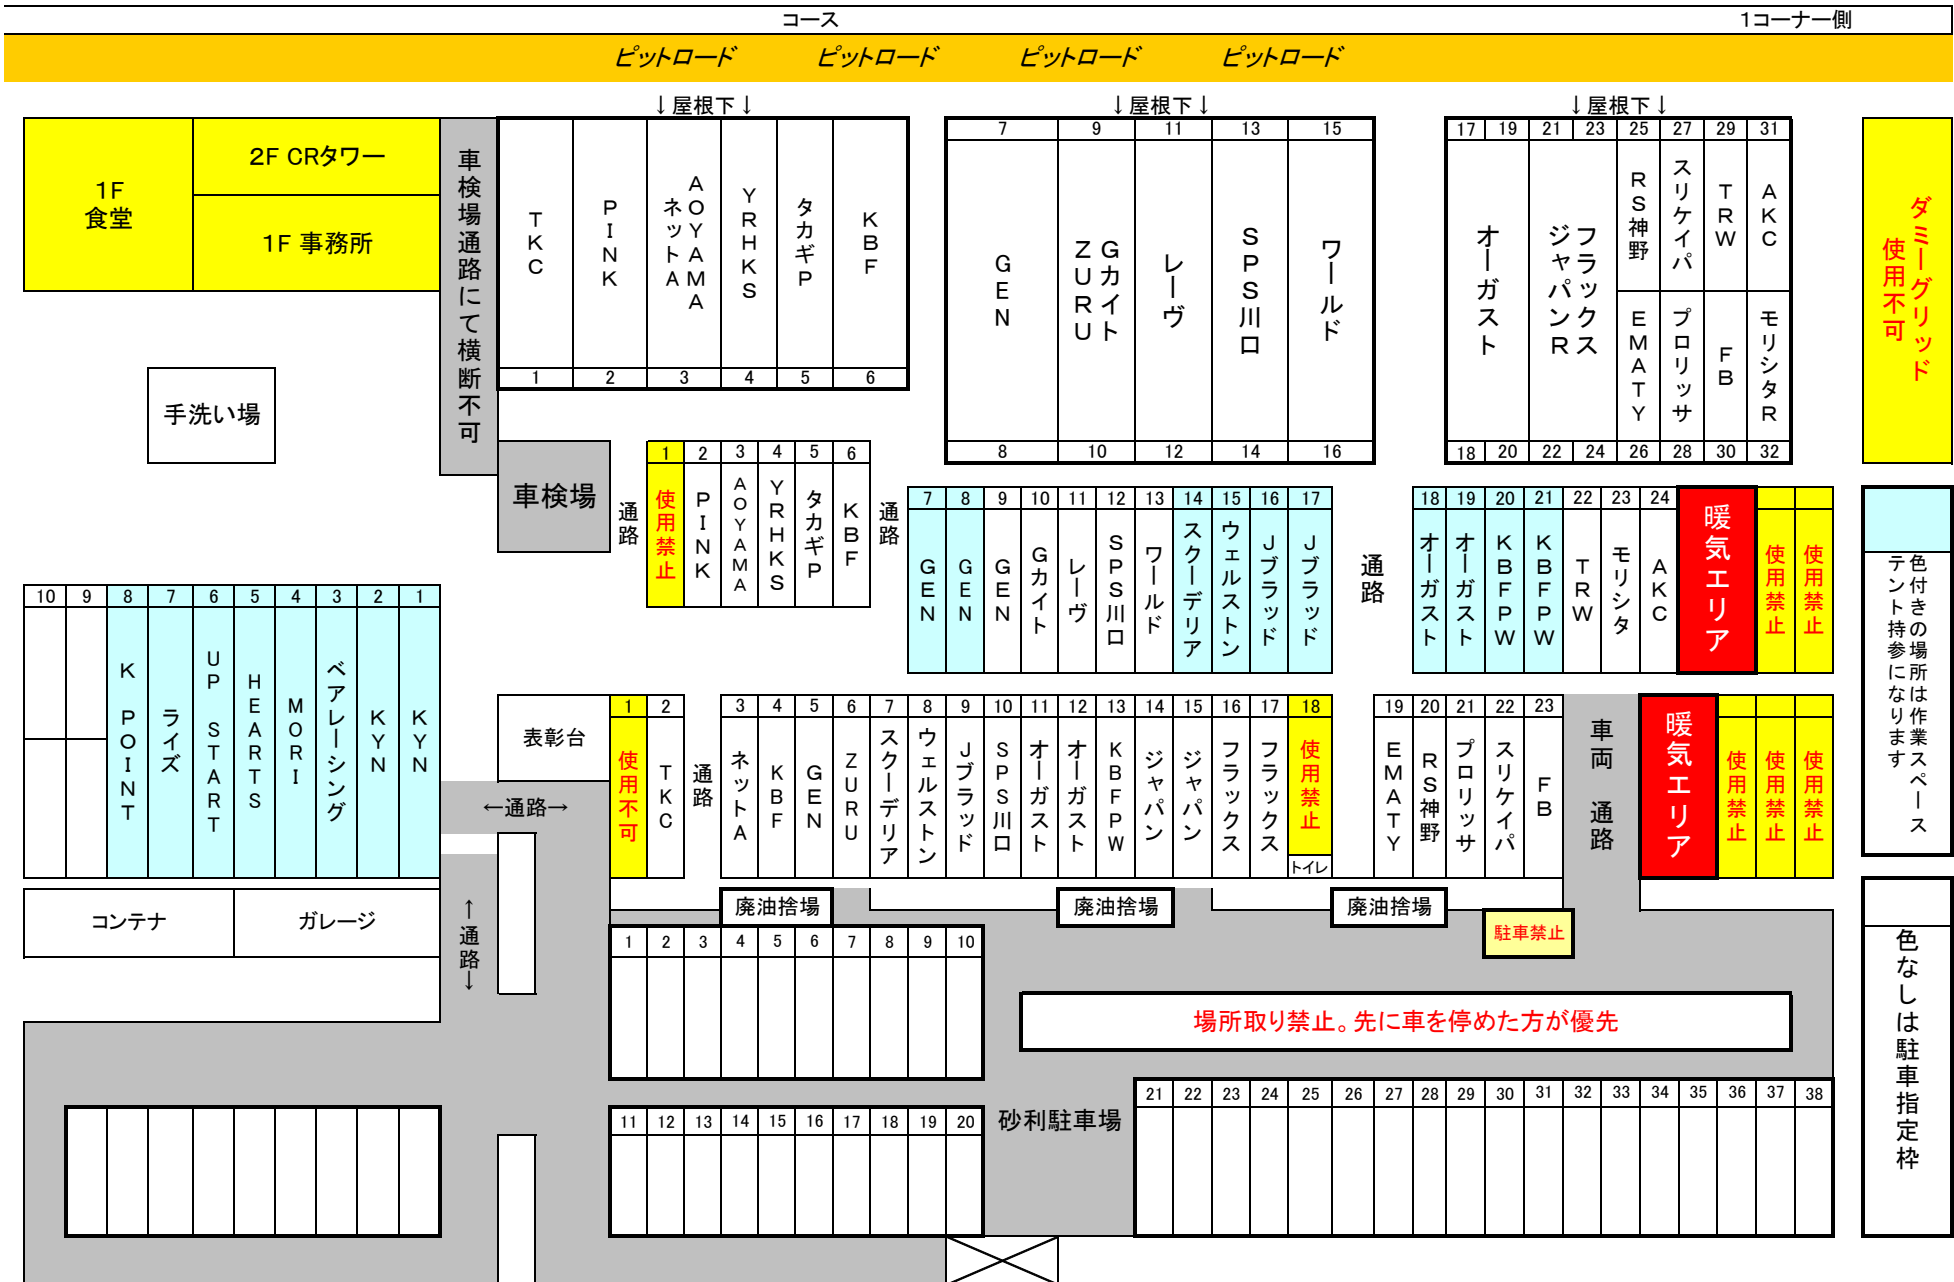 コース
1コーナー側
ピットロード ピットロード ピットロード ピットロード
↓屋根下↓ ↓屋根下↓ ↓屋根下↓
1F
食堂
2F CRタワー
1F 事務所
車検場通路にて横断不可
TKC
PINK
AOYAMA
ネットA
YRHKS
タカギP
KBF
1 2 3 4 5 6
7 9 11 13 15
GEN
Gカイト
ZURU
レーヴ
SPS川口
ワールド
8 10 12 14 16
17 19 21 23 25 27 29 31
オーガスト
フラックス
ジャパンR
RS神野
スリケイパ
TRW
AKC
EMATY
プロリッサ
FB
モリシタR
18 20 22 24 26 28 30 32
ダミーグリッド
使用不可
手洗い場
車検場
通路
1 2 3 4 5 6
使用禁止
PINK
AOYAMA
YRHKS
タカギP
KBF
通路
7 8 9 10 11 12 13 14 15 16 17
GEN
GEN
GEN
Gカイト
レーヴ
SPS川口
ワールド
スクーデリア
ウェルストン
Jブラッド
Jブラッド
通路
18 19 20 21 22 23 24
オーガスト
オーガスト
KBFPW
KBFPW
TRW
モリシタ
AKC
暖気エリア
使用禁止
使用禁止
色付きの場所は作業スペース
テント持参になります
10 9 8 7 6 5 4 3 2 1
K POINT
ライズ
UP START
HEARTS
MORI
ベアレーシング
KYN
KYN
表彰台
←通路→
1 2
使用不可
TKC
通路
3 4 5 6 7 8 9 10 11 12 13 14 15 16 17 18
ネットA
KBF
GEN
ZURU
スクーデリア
ウェルストン
Jブラッド
SPS川口
オーガスト
オーガスト
KBFPW
ジャパン
ジャパン
フラックス
フラックス
使用禁止
トイレ
19 20 21 22 23
EMATY
RS神野
プロリッサ
スリケイパ
FB
車両 通路
暖気エリア
使用禁止
使用禁止
使用禁止
コンテナ
ガレージ
↑通路↓
廃油捨場
廃油捨場
廃油捨場
駐車禁止
1 2 3 4 5 6 7 8 9 10
場所取り禁止。先に車を停めた方が優先
色なしは駐車指定枠
11 12 13 14 15 16 17 18 19 20
砂利駐車場
21 22 23 24 25 26 27 28 29 30 31 32 33 34 35 36 37 38